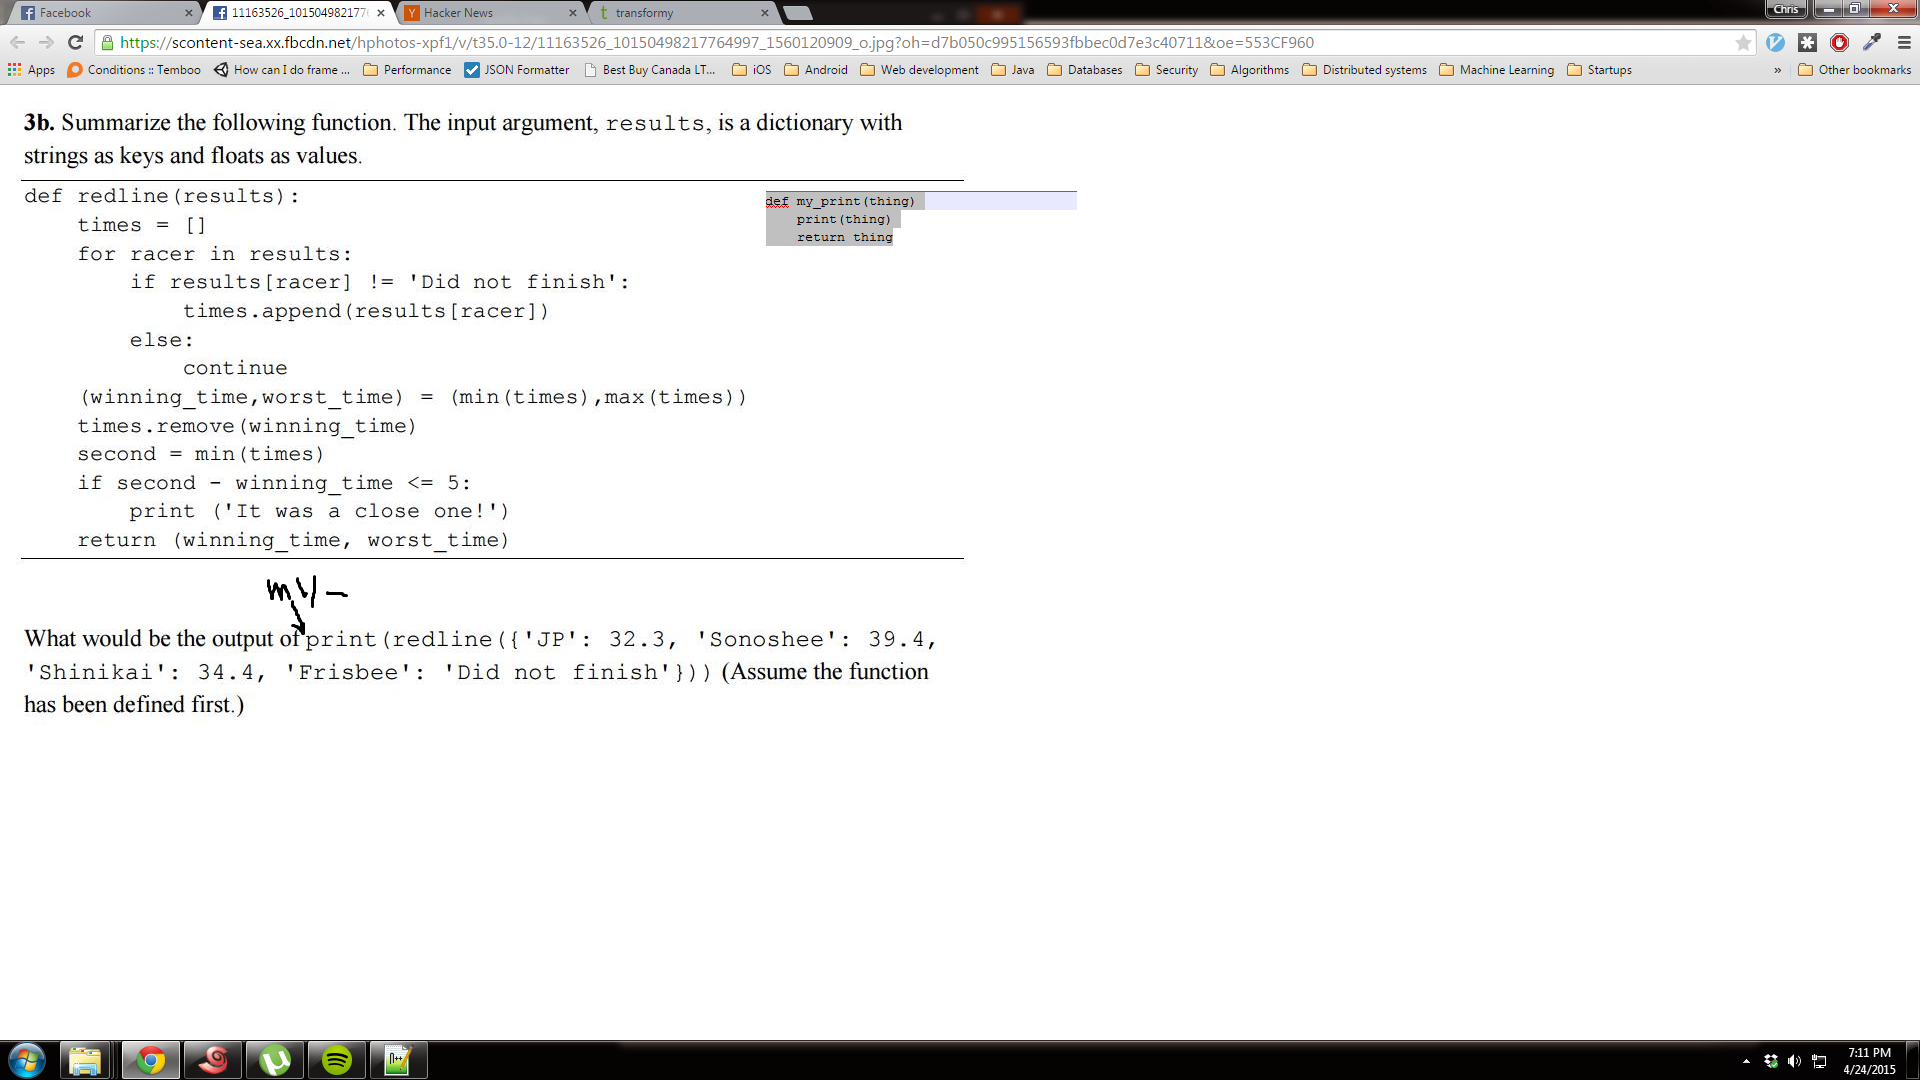 Facebook
11163526_1015049821776
Hacker News
transformy
Chris
https://scontent-sea.xx.fbcdn.net/hphotos-xpf1/v/t35.0-12/11163526_10150498217764997_1560120909_o.jpg?oh=d7b050c995156593fbbec0d7e3c40711&oe=553CF960
Apps Conditions :: Temboo How can I do frame ... Performance JSON Formatter Best Buy Canada LT... iOS Android Web development Java Databases Security Algorithms Distributed systems Machine Learning Startups » Other bookmarks
3b. Summarize the following function. The input argument, results, is a dictionary with
strings as keys and floats as values.
def redline(results):
    times = []
    for racer in results:
        if results[racer] != 'Did not finish':
            times.append(results[racer])
        else:
            continue
    (winning_time,worst_time) = (min(times),max(times))
    times.remove(winning_time)
    second = min(times)
    if second - winning_time <= 5:
        print ('It was a close one!')
    return (winning_time, worst_time)
def my_print(thing)
    print(thing)
    return thing
my_
What would be the output of print(redline({'JP': 32.3, 'Sonoshee': 39.4,
'Shinikai': 34.4, 'Frisbee': 'Did not finish'})) (Assume the function
has been defined first.)
7:11 PM
4/24/2015